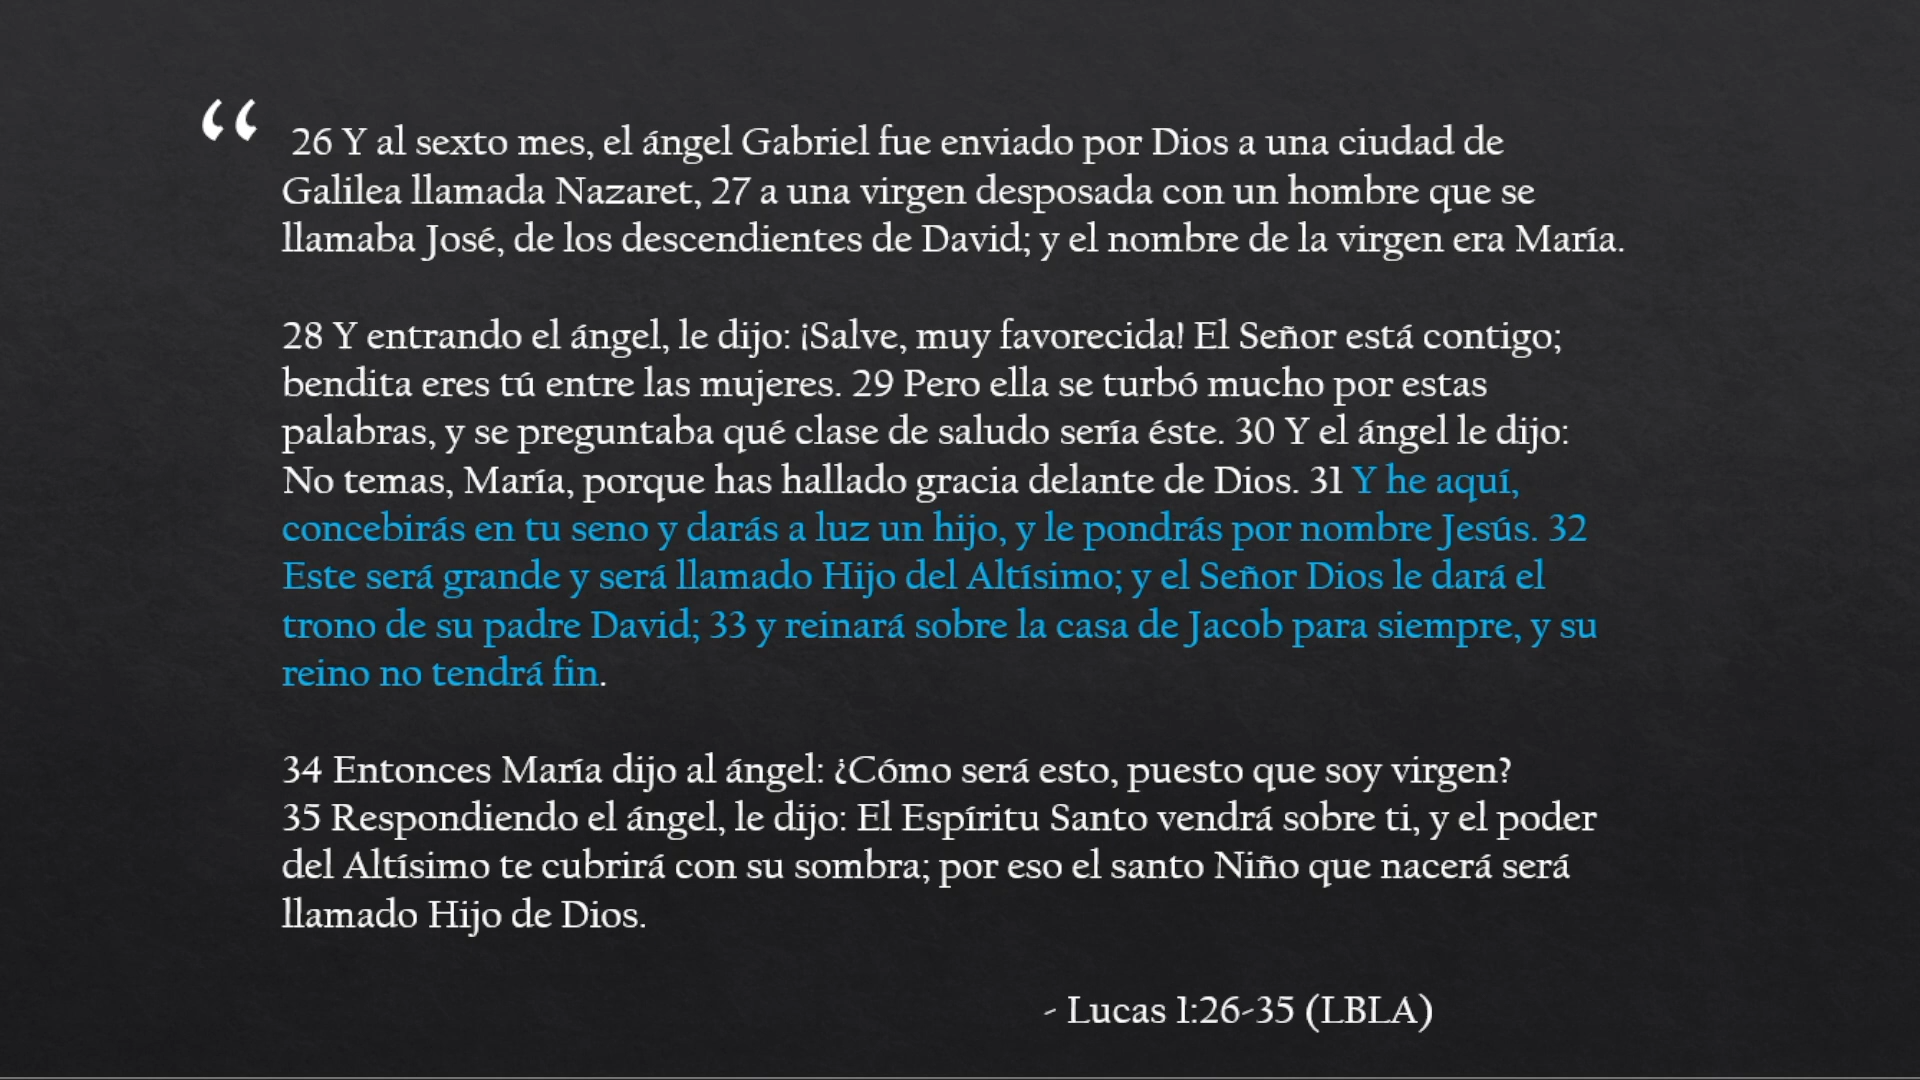 “ 26 Y al sexto mes, el ángel Gabriel fue enviado por Dios a una ciudad de
Galilea llamada Nazaret, 27 a una virgen desposada con un hombre que se
llamaba José, de los descendientes de David; y el nombre de la virgen era María.
28 Y entrando el ángel, le dijo: ¡Salve, muy favorecida! El Señor está contigo;
bendita eres tú entre las mujeres. 29 Pero ella se turbó mucho por estas
palabras, y se preguntaba qué clase de saludo sería éste. 30 Y el ángel le dijo:
No temas, María, porque has hallado gracia delante de Dios. 31 Y he aquí,
concebirás en tu seno y darás a luz un hijo, y le pondrás por nombre Jesús. 32
Este será grande y será llamado Hijo del Altísimo; y el Señor Dios le dará el
trono de su padre David; 33 y reinará sobre la casa de Jacob para siempre, y su
reino no tendrá fin.
34 Entonces María dijo al ángel: ¿Cómo será esto, puesto que soy virgen?
35 Respondiendo el ángel, le dijo: El Espíritu Santo vendrá sobre ti, y el poder
del Altísimo te cubrirá con su sombra; por eso el santo Niño que nacerá será
llamado Hijo de Dios.
- Lucas 1:26-35 (LBLA)